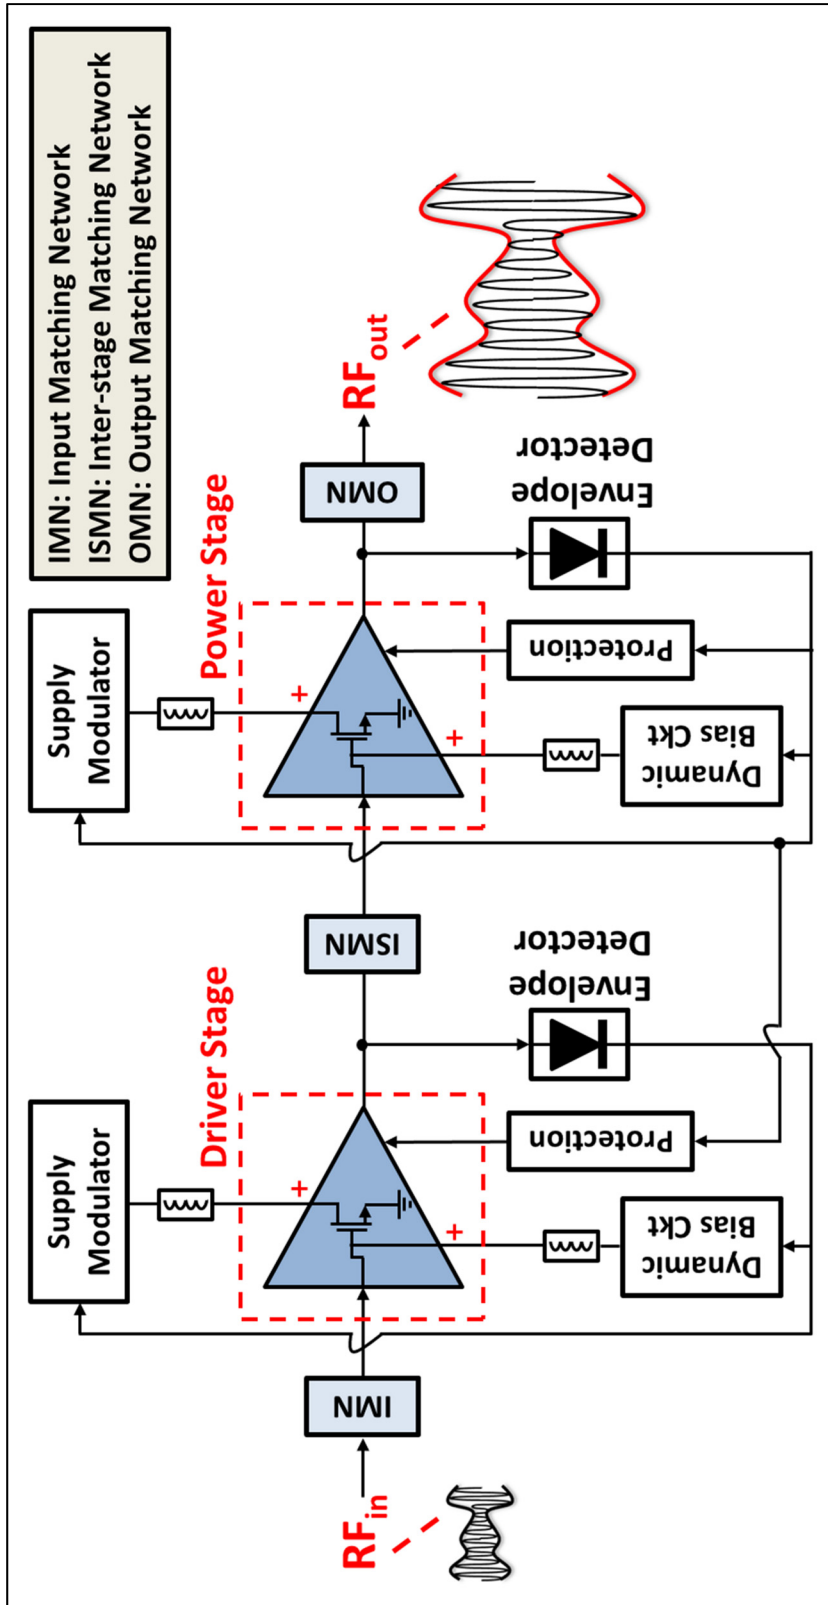 IMN: Input Matching Network
ISMN: Inter-stage Matching Network
OMN: Output Matching Network
Supply
Modulator
Supply
Modulator
Driver Stage
Power Stage
+
+
RFin
IMN
ISMN
OMN
RFout
+
+
Dynamic
Bias Ckt
Protection
Envelope
Detector
Dynamic
Bias Ckt
Protection
Envelope
Detector